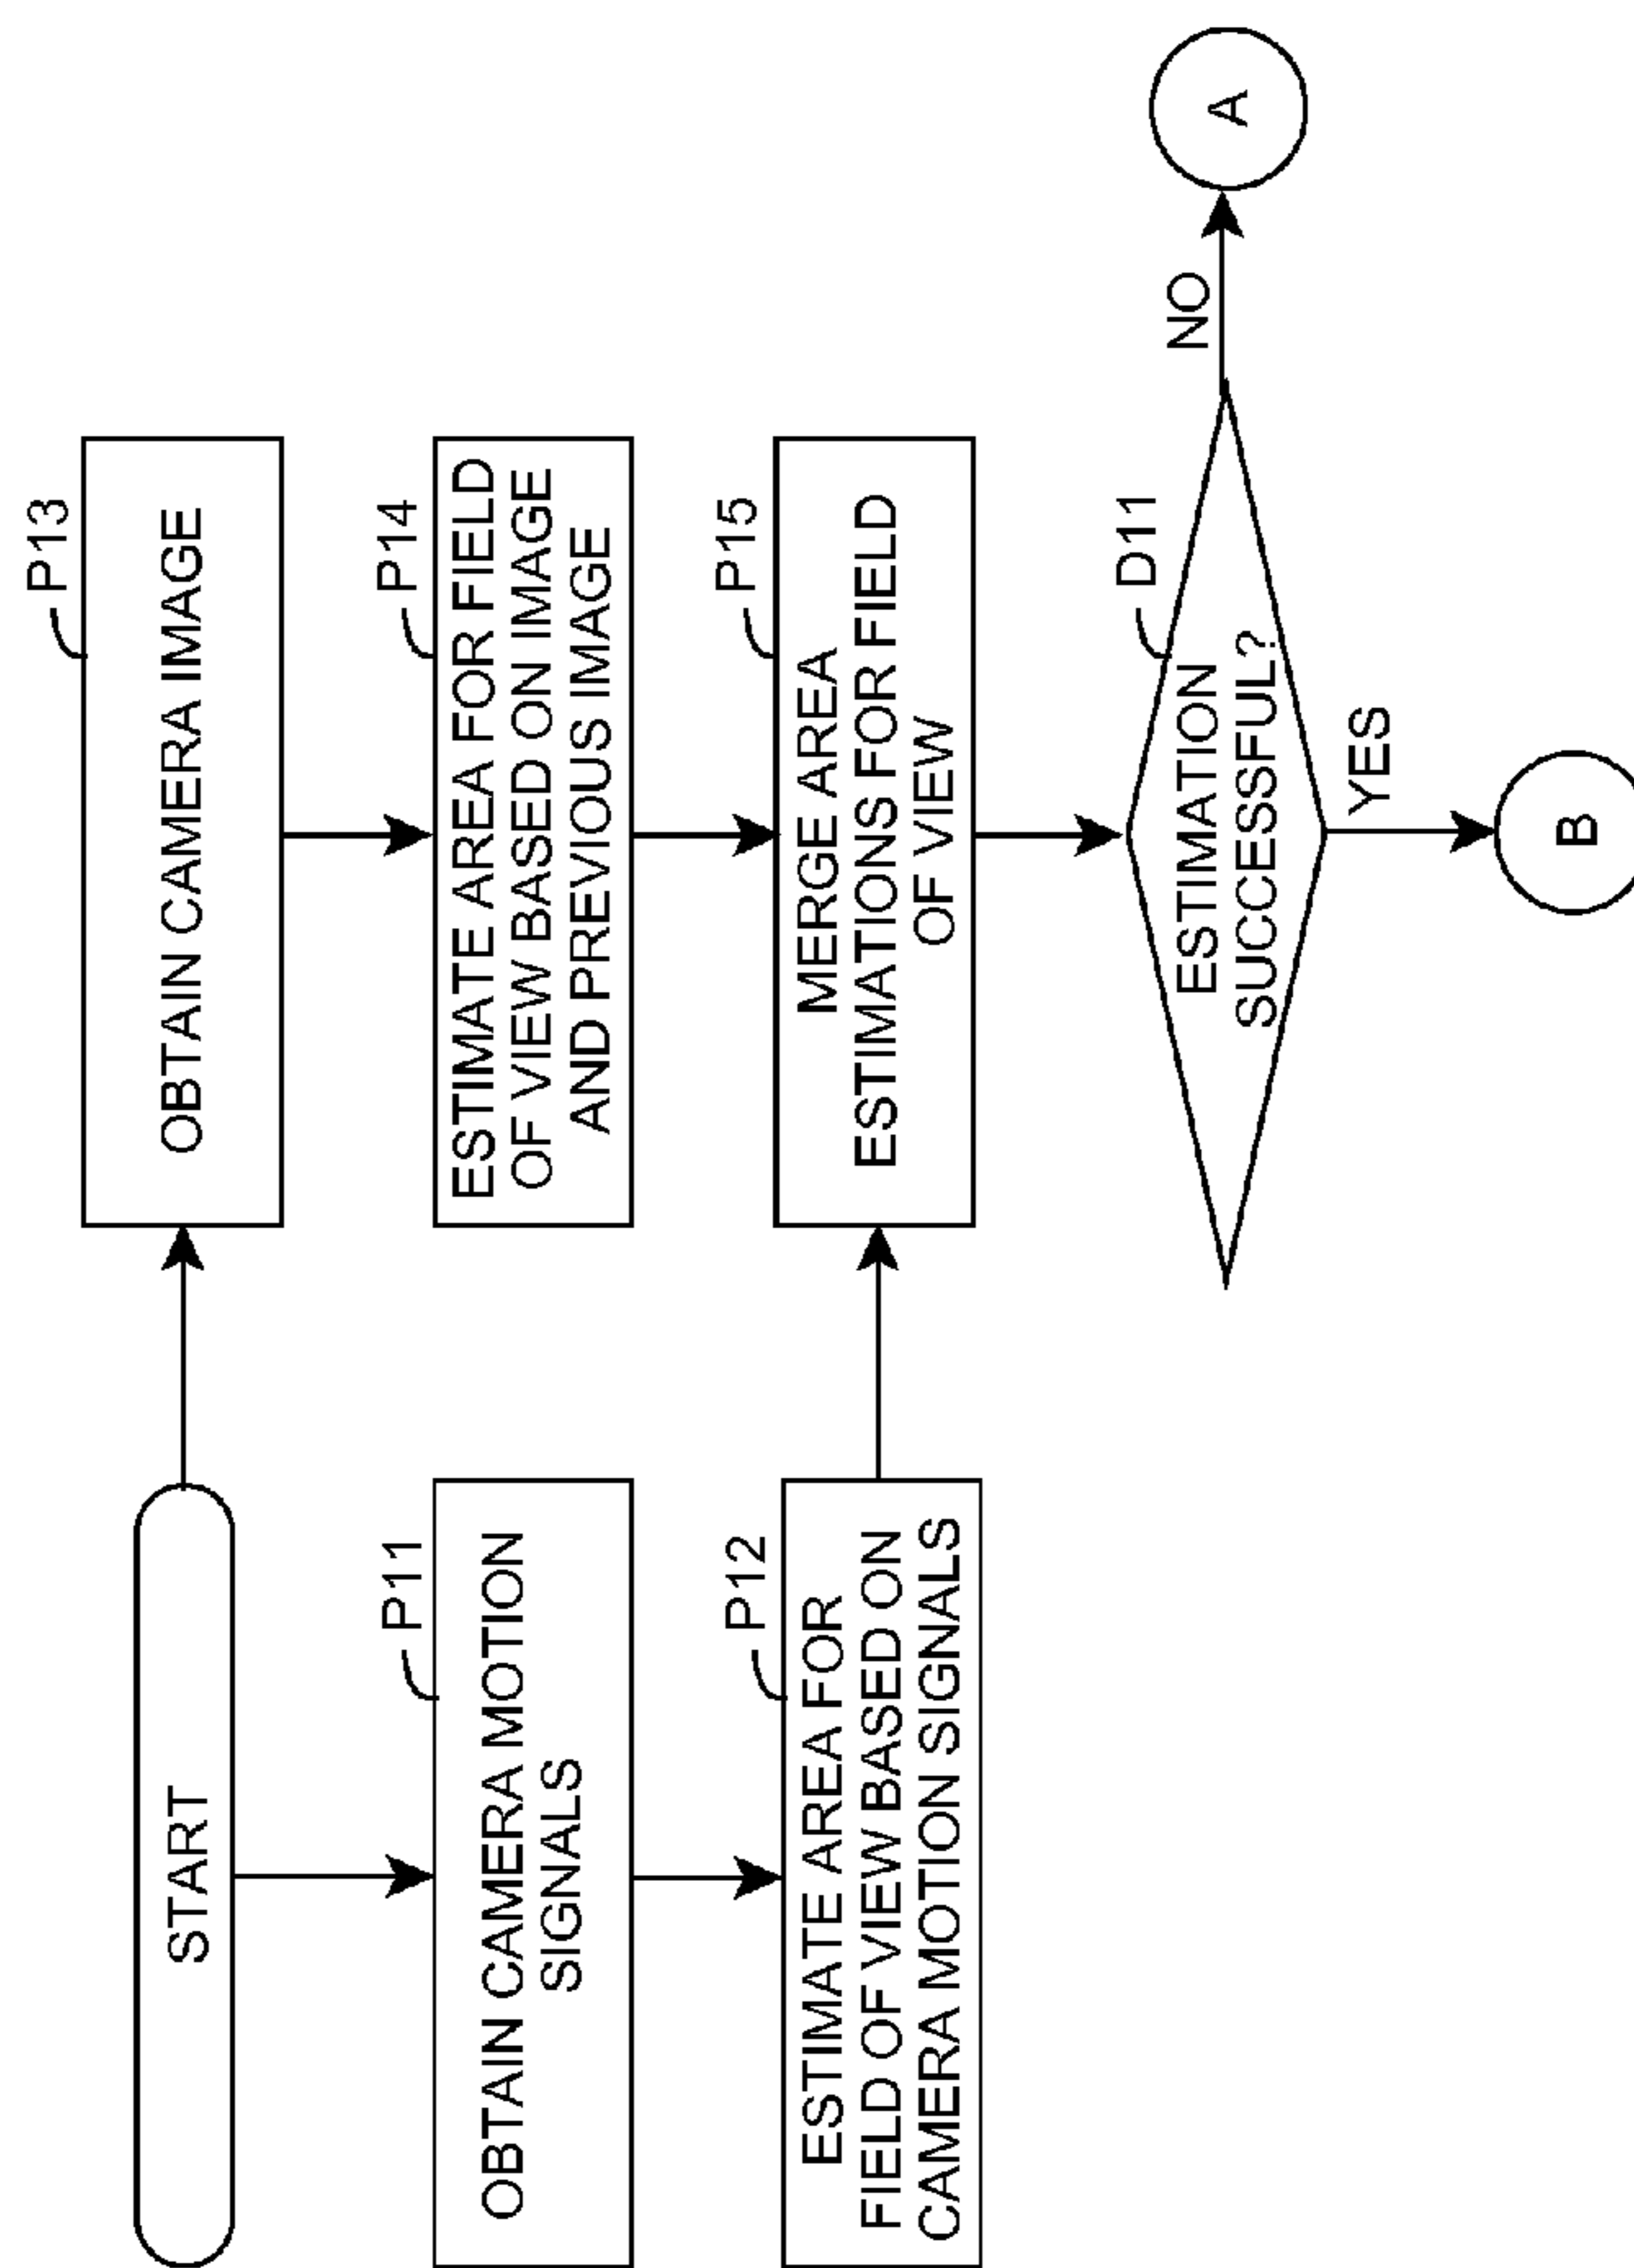 START
P11
OBTAIN CAMERA MOTION
SIGNALS
P12
ESTIMATE AREA FOR
FIELD OF VIEW BASED ON
CAMERA MOTION SIGNALS
P13
OBTAIN CAMERA IMAGE
P14
ESTIMATE AREA FOR FIELD
OF VIEW BASED ON IMAGE
AND PREVIOUS IMAGE
P15
MERGE AREA
ESTIMATIONS FOR FIELD
OF VIEW
D11
ESTIMATION
SUCCESSFUL?
NO
A
YES
B